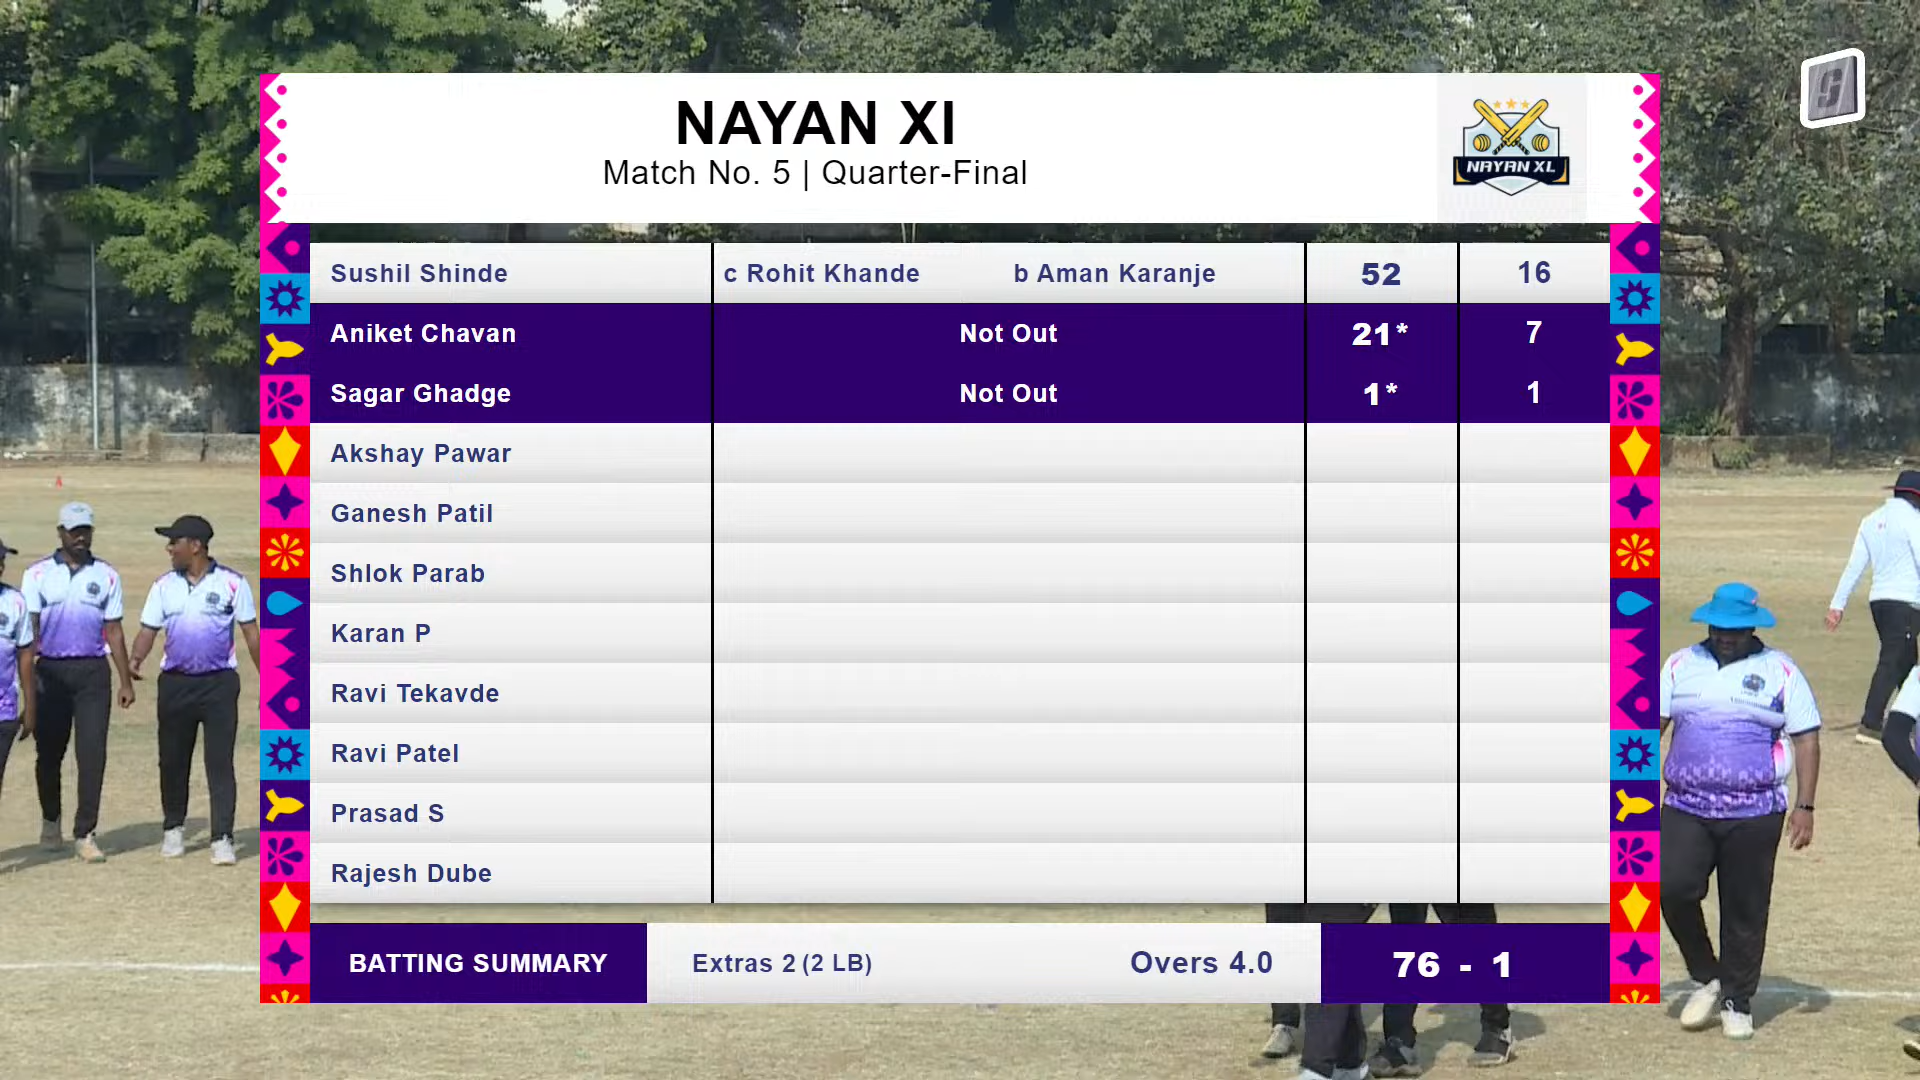 NAYAN XI
Match No. 5 | Quarter-Final
NAYAN XL
S
Sushil Shinde c Rohit Khande b Aman Karanje 52 16
Aniket Chavan Not Out 21* 7
Sagar Ghadge Not Out 1* 1
Akshay Pawar
Ganesh Patil
Shlok Parab
Karan P
Ravi Tekavde
Ravi Patel
Prasad S
Rajesh Dube
BATTING SUMMARY Extras 2 (2 LB) Overs 4.0 76 - 1